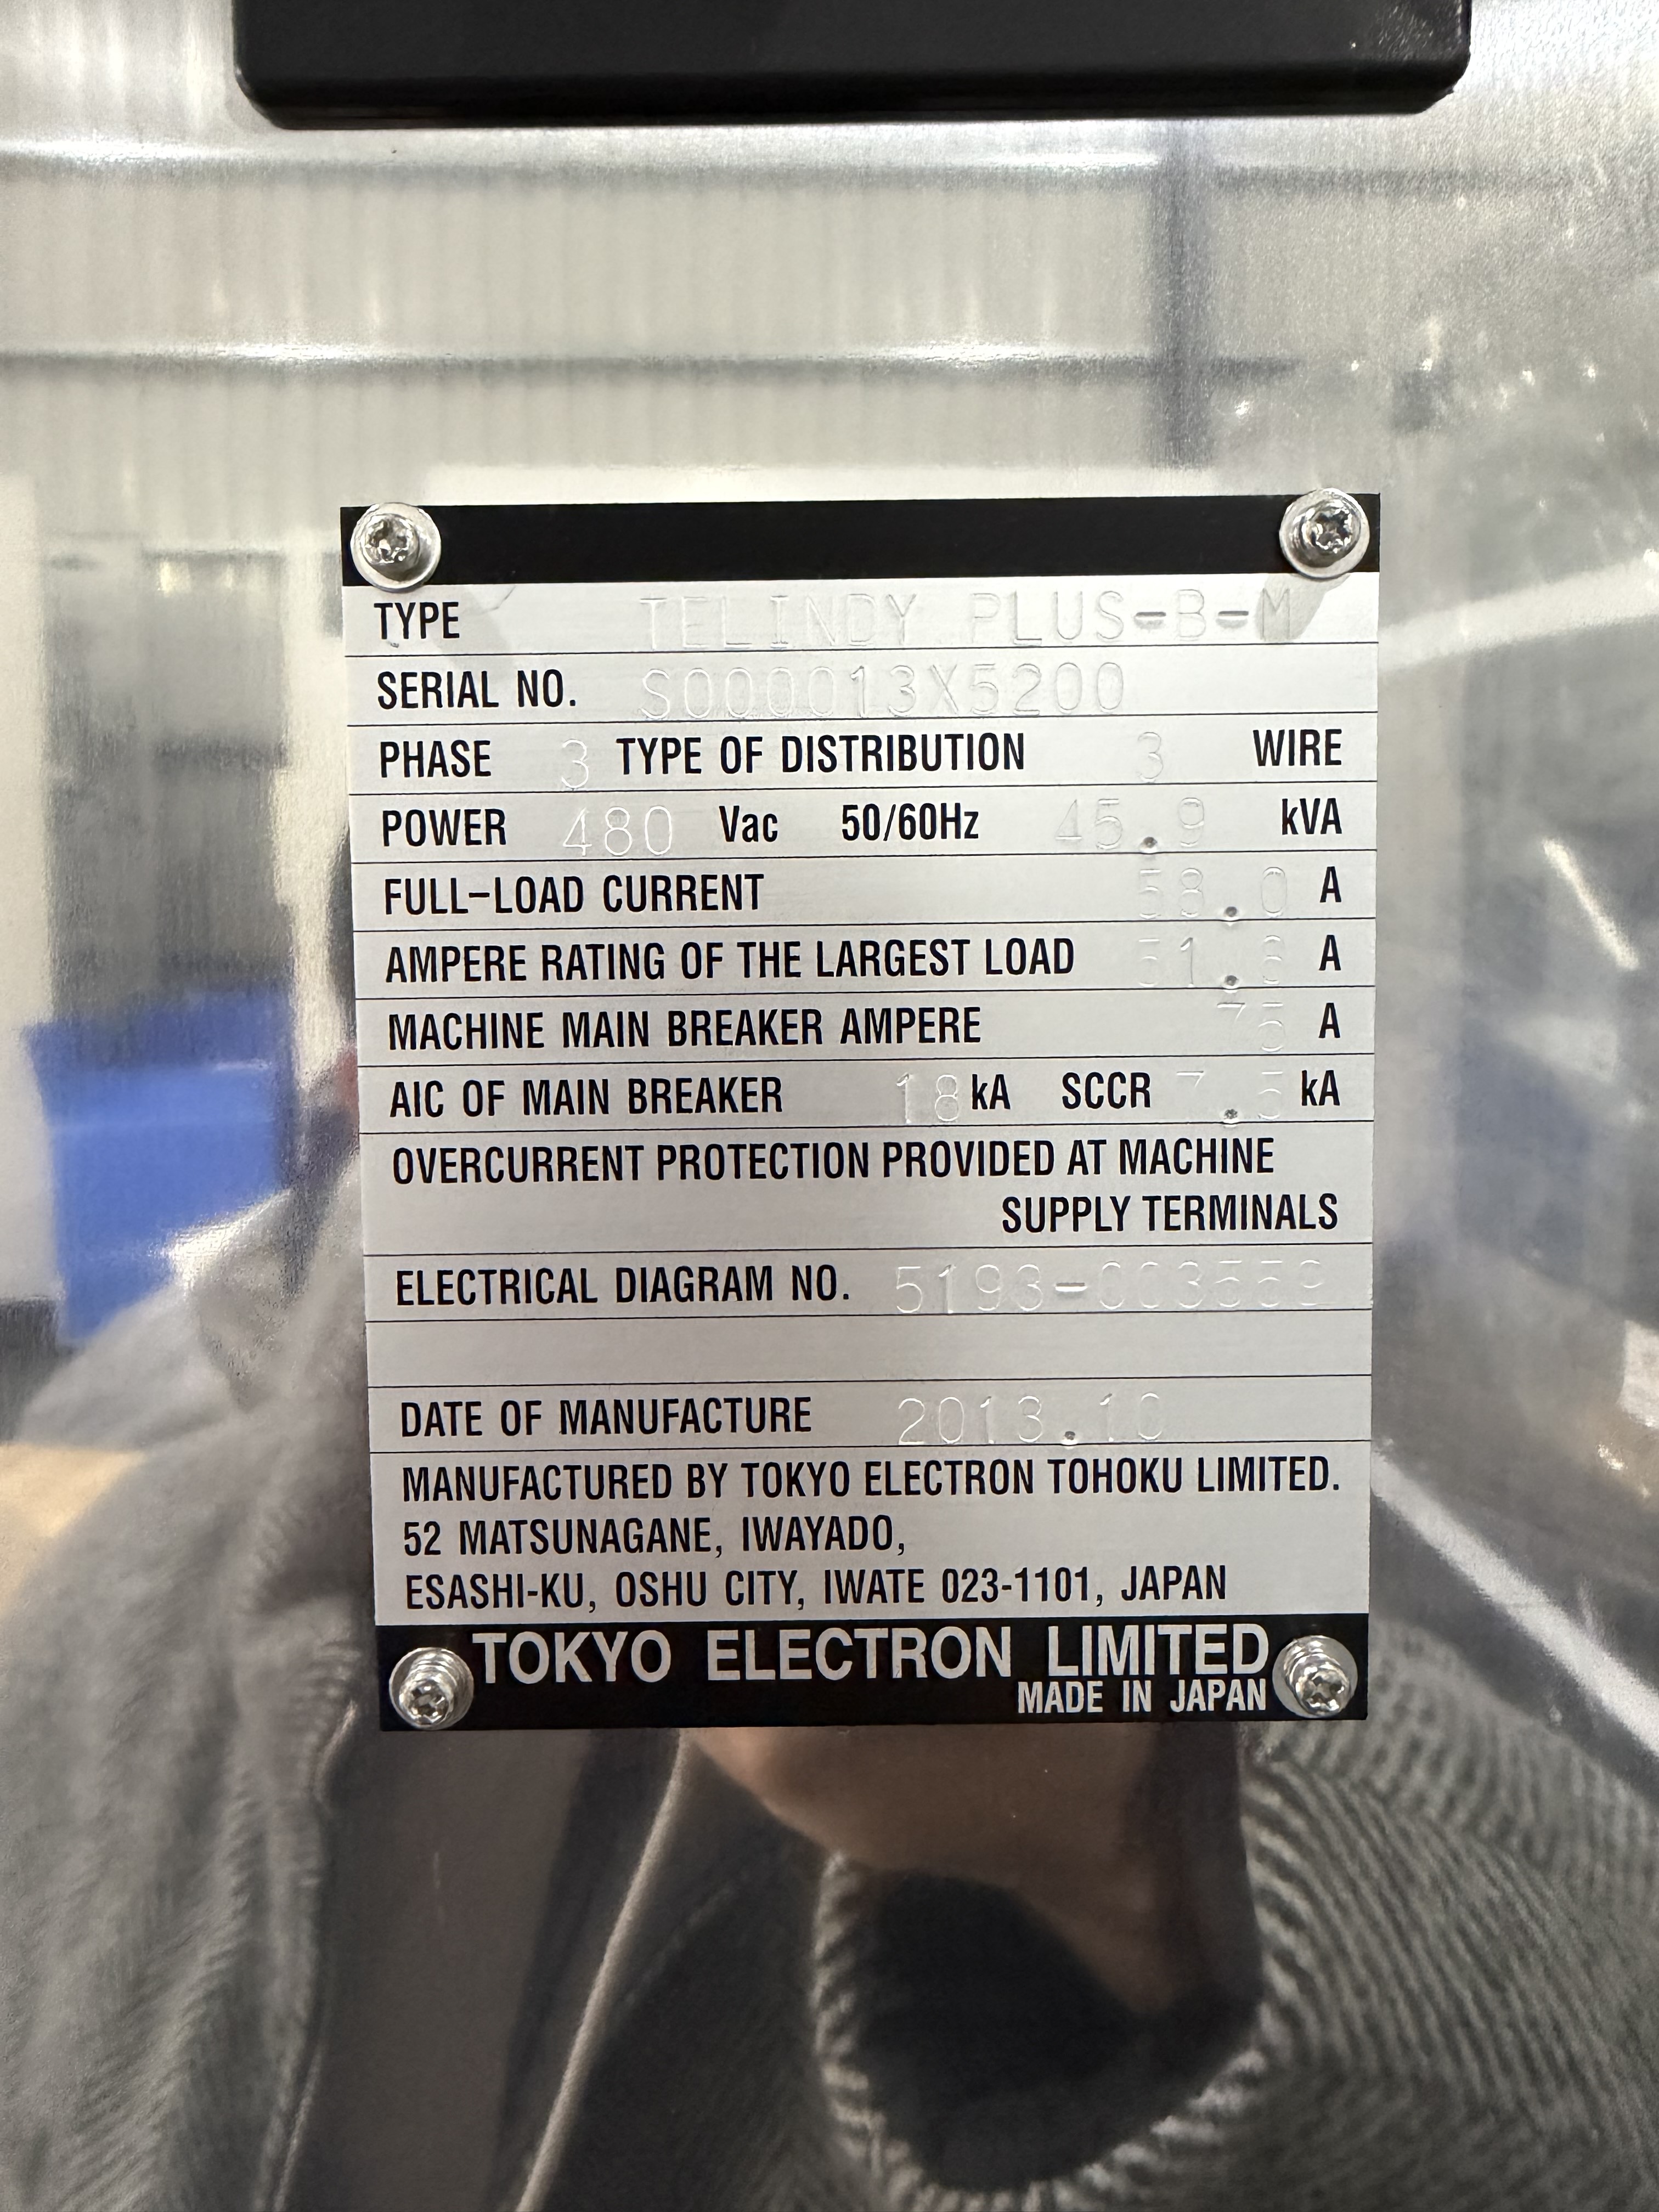 TYPE TELINDY PLUS-B-M
SERIAL NO. S000013X5200
PHASE 3 TYPE OF DISTRIBUTION 3 WIRE
POWER 480 Vac 50/60Hz 45.9 kVA
FULL-LOAD CURRENT 58.0 A
AMPERE RATING OF THE LARGEST LOAD A
MACHINE MAIN BREAKER AMPERE 75 A
AIC OF MAIN BREAKER 18 kA SCCR 7.5 kA
OVERCURRENT PROTECTION PROVIDED AT MACHINE
SUPPLY TERMINALS
ELECTRICAL DIAGRAM NO.
DATE OF MANUFACTURE 2013.10
MANUFACTURED BY TOKYO ELECTRON TOHOKU LIMITED.
52 MATSUNAGANE, IWAYADO,
ESASHI-KU, OSHU CITY, IWATE 023-1101, JAPAN
TOKYO ELECTRON LIMITED
MADE IN JAPAN